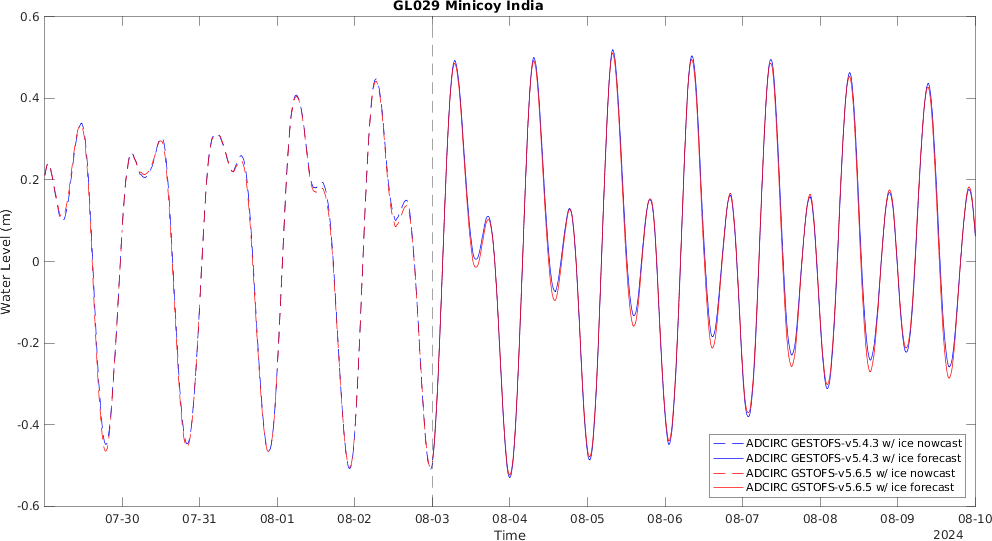 GL029 Minicoy India
0.6
0.4
0.2
0
-0.2
-0.4
-0.6
Water Level (m)
ADCIRC GESTOFS-v5.4.3 w/ ice nowcast
ADCIRC GESTOFS-v5.4.3 w/ ice forecast
ADCIRC GSTOFS-v5.6.5 w/ ice nowcast
ADCIRC GSTOFS-v5.6.5 w/ ice forecast
07-30 07-31 08-01 08-02 08-03 08-04 08-05 08-06 08-07 08-08 08-09 08-10
Time
2024